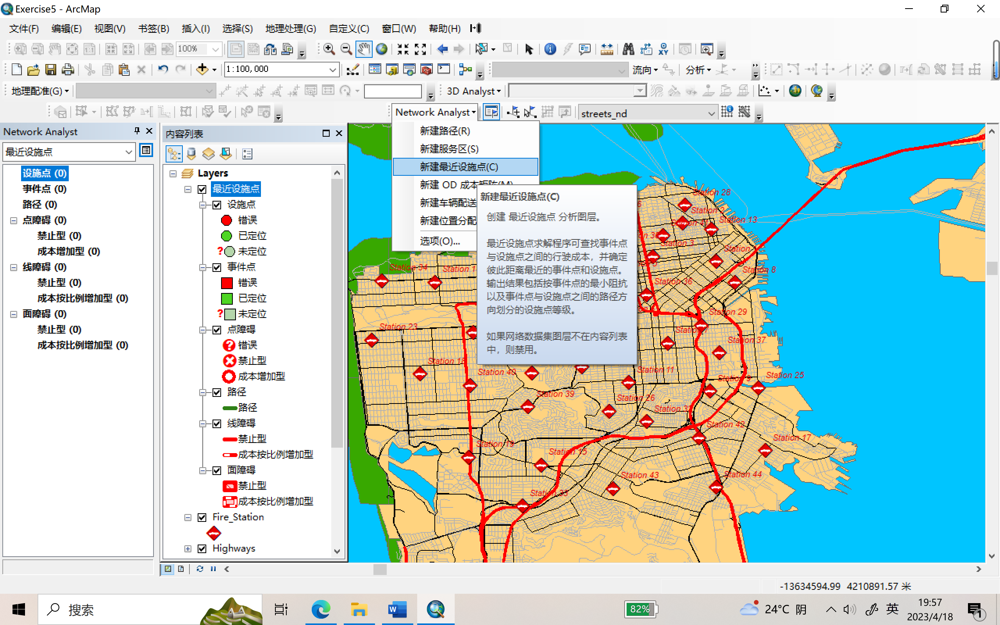 Exercise5 - ArcMap
文件(F) 编辑(E) 视图(V) 书签(B) 插入(I) 选择(S) 地理处理(G) 自定义(C) 窗口(W) 帮助(H)
100%
1:100,000
流向
分析
地理配准(G)
3D Analyst
Network Analyst
streets_nd
新建路径(R)
新建服务区(S)
新建最近设施点(C)
新建 OD 成本矩阵(M)
新建车辆配送
新建位置分配
选项(O)...
新建最近设施点(C)
创建 最近设施点 分析图层。
最近设施点求解程序可查找事件点
与设施点之间的行驶成本，并确定
彼此距离最近的事件点和设施点。
输出结果包括按事件点的最小阻抗
以及事件点与设施点之间的路径方
向划分的设施点等级。
如果网络数据集图层不在内容列表
中，则禁用。
Network Analyst
最近设施点
设施点 (0)
事件点 (0)
路径 (0)
点障碍 (0)
禁止型 (0)
成本增加型 (0)
线障碍 (0)
禁止型 (0)
成本按比例增加型 (0)
面障碍 (0)
禁止型 (0)
成本按比例增加型 (0)
内容列表
Layers
最近设施点
设施点
错误
已定位
? 未定位
事件点
错误
已定位
? 未定位
点障碍
错误
禁止型
成本增加型
路径
路径
线障碍
禁止型
成本按比例增加型
面障碍
禁止型
成本按比例增加型
Fire_Station
Highways
Station 28
Station 2
Station 13
Station 41
Station 3
Station
Station 8
Station 34
Station 1
Station 36
Station 29
Station 23
Station 7
Station 37
Station 18
Station 40
Station 11
Station 9
Station 25
Station 39
Station 26
Station 3
Station 42
Station 17
Station 19
Station 15
Station 43
Station 44
Station 33
-13634594.99 4210891.57 米
搜索
82%
24°C 阴
英
19:57
2023/4/18
1